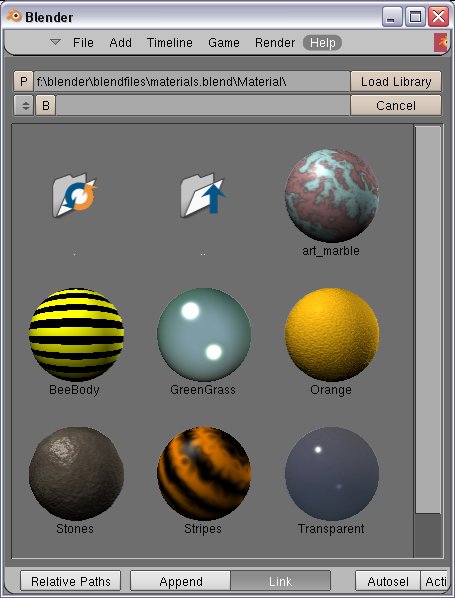 Blender
File Add Timeline Game Render Help
P f:\blender\blendfiles\materials.blend\Material\ Load Library
B Cancel
. .. art_marble
BeeBody GreenGrass Orange
Stones Stripes Transparent
Relative Paths Append Link Autosel Acti